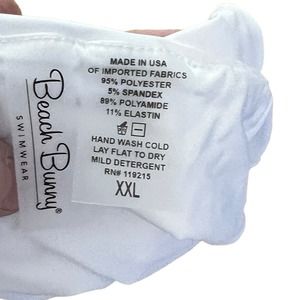 Beach Bunny®
SWIMWEAR
MADE IN USA
OF IMPORTED FABRICS
95% POLYESTER
5% SPANDEX
89% POLYAMIDE
11% ELASTIN
HAND WASH COLD
LAY FLAT TO DRY
MILD DETERGENT
RN# 119215
XXL